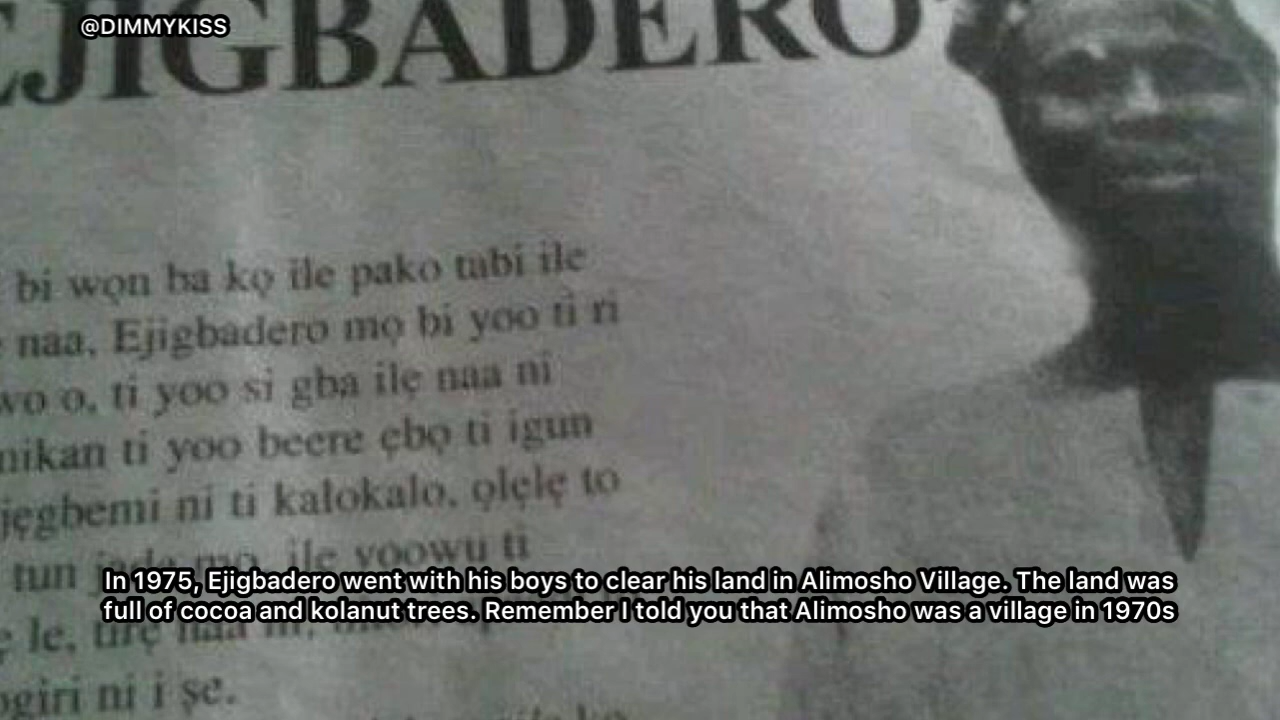 @DIMMYKISS
EJIGBADERO
bi wọn ba kọ ile pako tabi ile
naa, Ejigbadero mọ bi yoo ti ri
wo o, ti yoo si gba ilẹ naa ni
nikan ti yoo beere ẹbọ ti igun
jẹgbemi ni ti kalokalo, ọlẹlẹ to
tun jade mọ, ile yoowu ti
In 1975, Ejigbadero went with his boys to clear his land in Alimosho Village. The land was
full of cocoa and kolanut trees. Remember I told you that Alimosho was a village in 1970s
le, naa ni,
ogiri ni i ṣe.